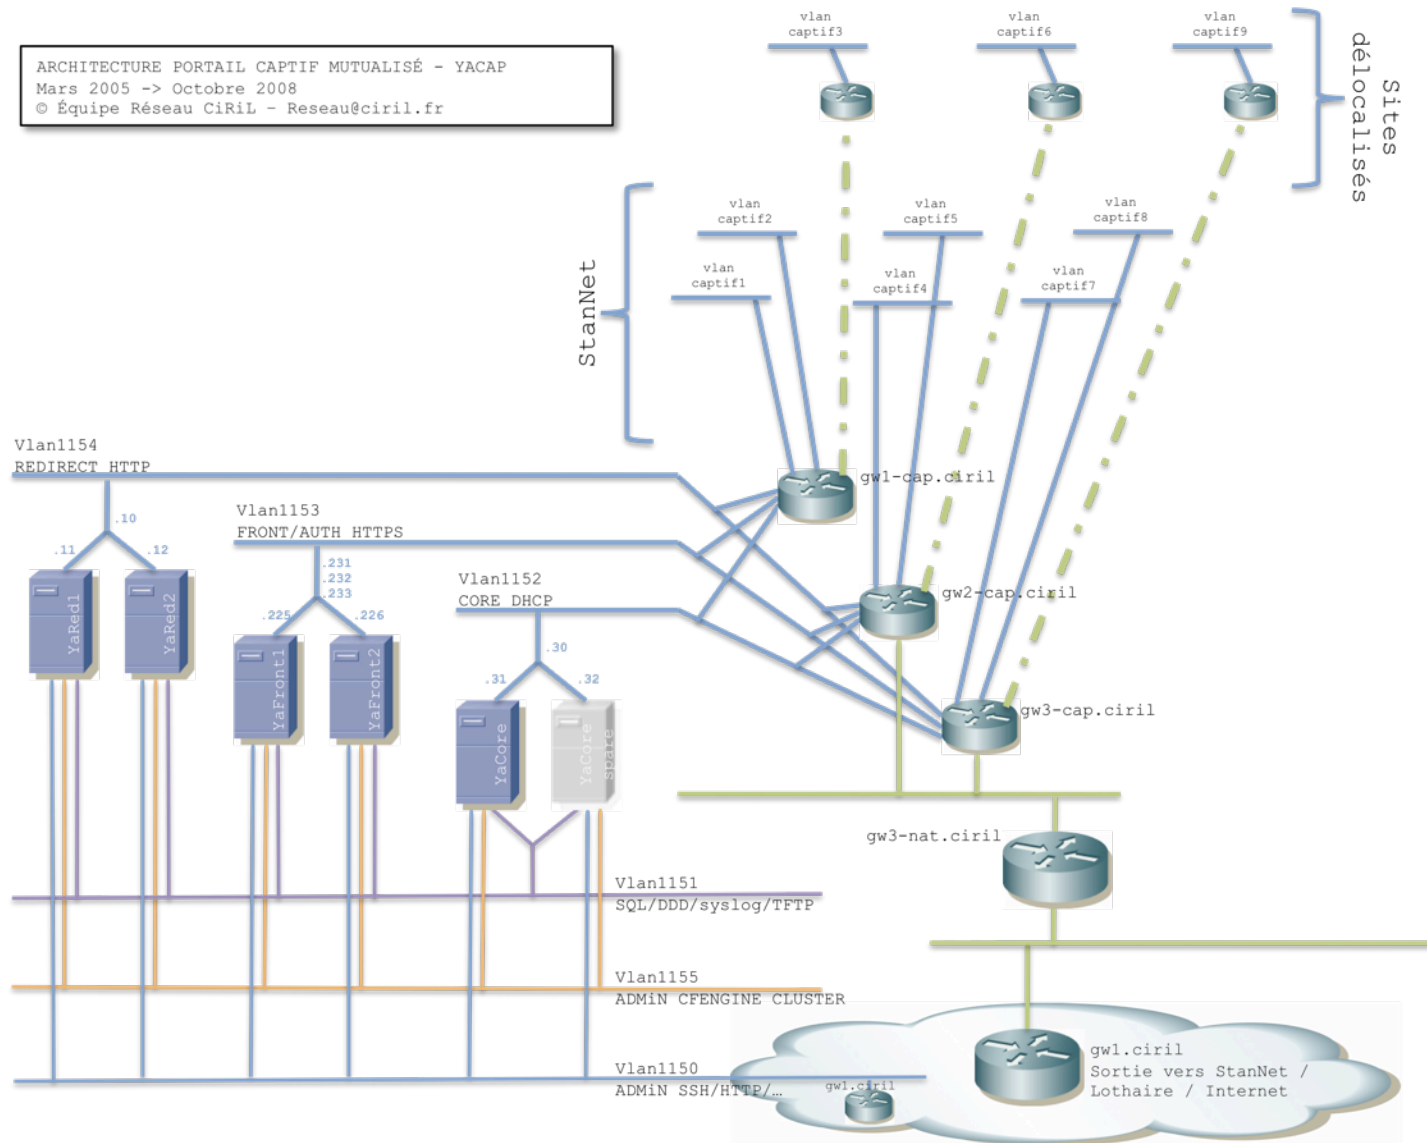 ARCHITECTURE PORTAIL CAPTIF MUTUALISÉ - YACAP
Mars 2005 -> Octobre 2008
© Équipe Réseau CiRiL – Reseau@ciril.fr
vlan
captif3
vlan
captif6
vlan
captif9
Sites
délocalisés
vlan
captif2
vlan
captif5
vlan
captif8
vlan
captif1
vlan
captif4
vlan
captif7
StanNet
Vlan1154
REDIRECT HTTP
gw1-cap.ciril
.10
.11
.12
YaRed1
YaRed2
Vlan1153
FRONT/AUTH HTTPS
.231
.232
.233
.225
.226
YaFront1
YaFront2
Vlan1152
CORE DHCP
.30
.31
.32
YaCore
YaCore
spare
gw2-cap.ciril
gw3-cap.ciril
gw3-nat.ciril
Vlan1151
SQL/DDD/syslog/TFTP
Vlan1155
ADMiN CFENGINE CLUSTER
Vlan1150
ADMiN SSH/HTTP/…
gw1.ciril
gw1.ciril
Sortie vers StanNet /
Lothaire / Internet